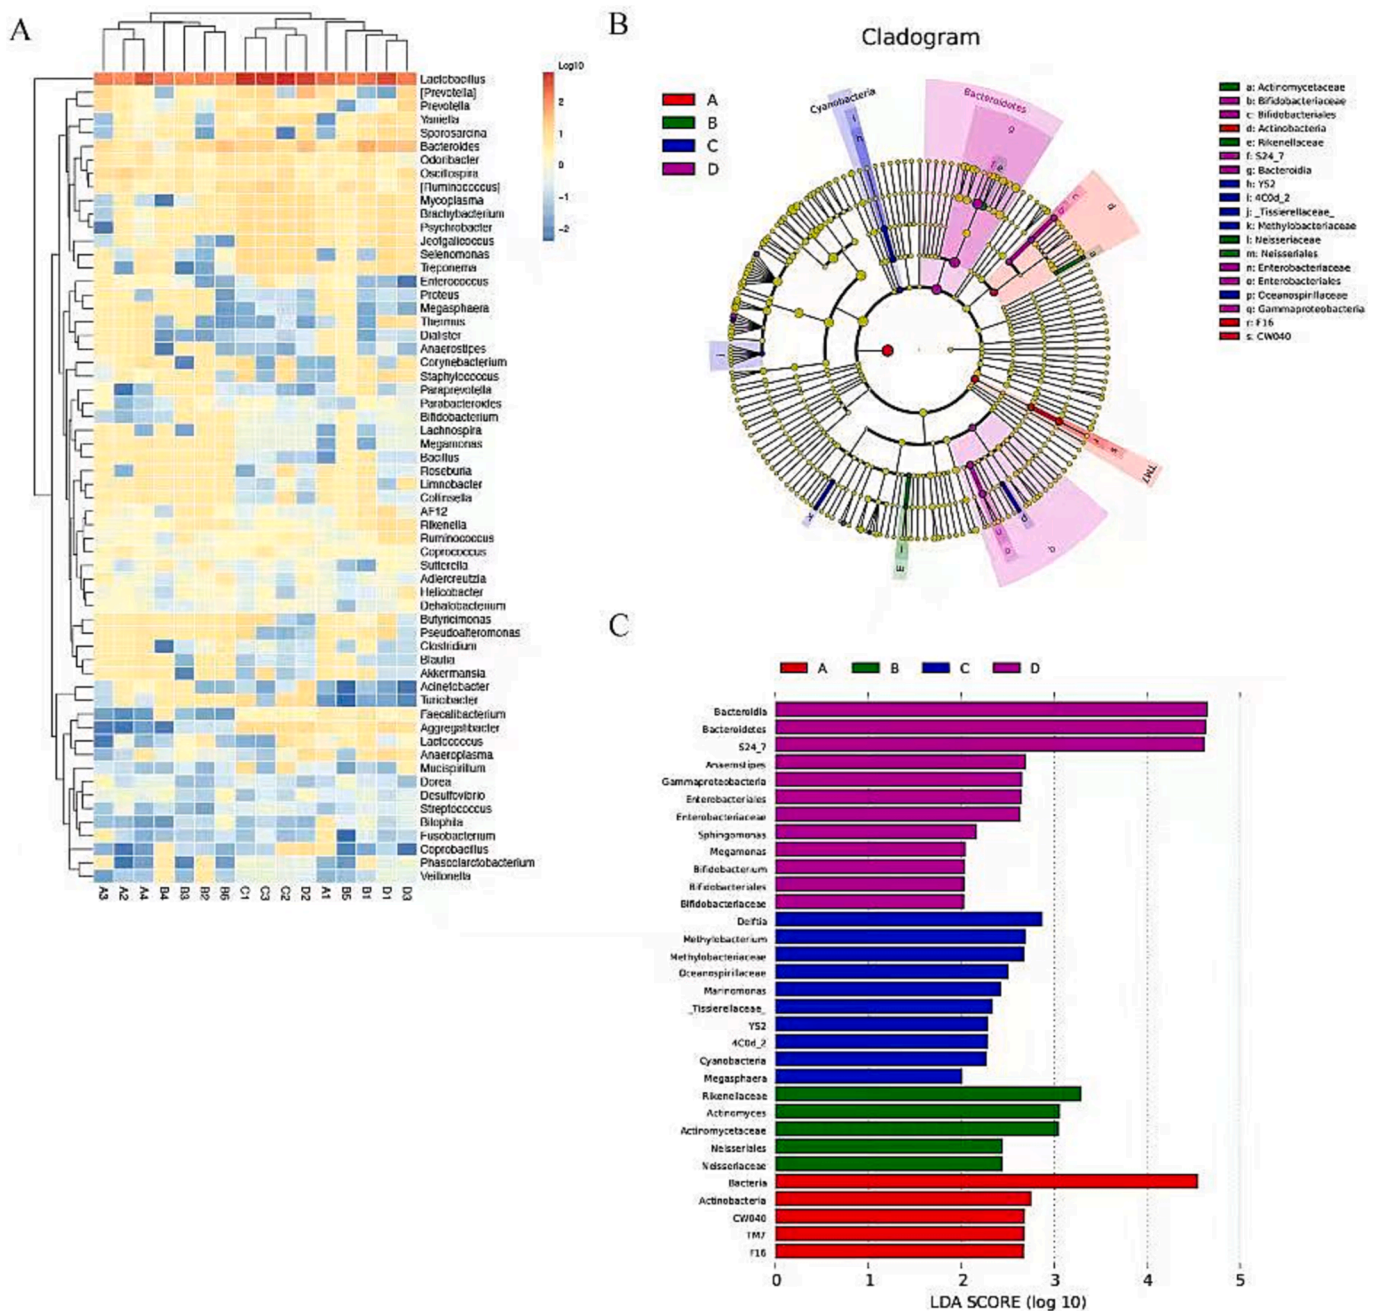 A
Log10
2
1
0
-1
-2
Lactobacillus
[Prevotella]
Prevotella
Yaniella
Sporosarcina
Bacteroides
Odoribacter
Oscillospira
[Ruminococcus]
Mycoplasma
Brachybacterium
Psychrobacter
Jeotgalicoccus
Selenomonas
Treponema
Enterococcus
Proteus
Megasphaera
Thermus
Dialister
Anaerostipes
Corynebacterium
Staphylococcus
Paraprevotella
Parabacteroides
Bifidobacterium
Lachnospira
Megamonas
Bacillus
Roseburia
Limnobacter
Collinsella
AF12
Rikenella
Ruminococcus
Coprococcus
Sutterella
Adlercreutzia
Helicobacter
Dehalobacterium
Butyricimonas
Pseudoalteromonas
Clostridium
Blautia
Akkermansia
Acinetobacter
Turicibacter
Faecalibacterium
Aggregatibacter
Lactococcus
Anaeroplasma
Mucispirillum
Dorea
Desulfovibrio
Streptococcus
Bilophila
Fusobacterium
Coprobacillus
Phascolarctobacterium
Veillonella
A3 A2 A4 B4 B3 B2 B6 C1 C3 C2 D2 A1 B5 B1 D1 D3
B
Cladogram
A
B
C
D
Cyanobacteria
Bacteroidetes
TM7
a: Actinomycetaceae
b: Bifidobacteriaceae
c: Bifidobacteriales
d: Actinobacteria
e: Rikenellaceae
f: S24_7
g: Bacteroidia
h: YS2
i: 4C0d_2
j: _Tissierellaceae_
k: Methylobacteriaceae
l: Neisseriaceae
m: Neisseriales
n: Enterobacteriaceae
o: Enterobacteriales
p: Oceanospirillaceae
q: Gammaproteobacteria
r: F16
s: CW040
C
A B C D
Bacteroidia
Bacteroidetes
S24_7
Anaerostipes
Gammaproteobacteria
Enterobacteriales
Enterobacteriaceae
Sphingomonas
Megamonas
Bifidobacterium
Bifidobacteriales
Bifidobacteriaceae
Delftia
Methylobacterium
Methylobacteriaceae
Oceanospirillaceae
Marinomonas
_Tissierellaceae_
YS2
4C0d_2
Cyanobacteria
Megasphaera
Rikenellaceae
Actinomyces
Actinomycetaceae
Neisseriales
Neisseriaceae
Bacteria
Actinobacteria
CW040
TM7
F16
0 1 2 3 4 5
LDA SCORE (log 10)